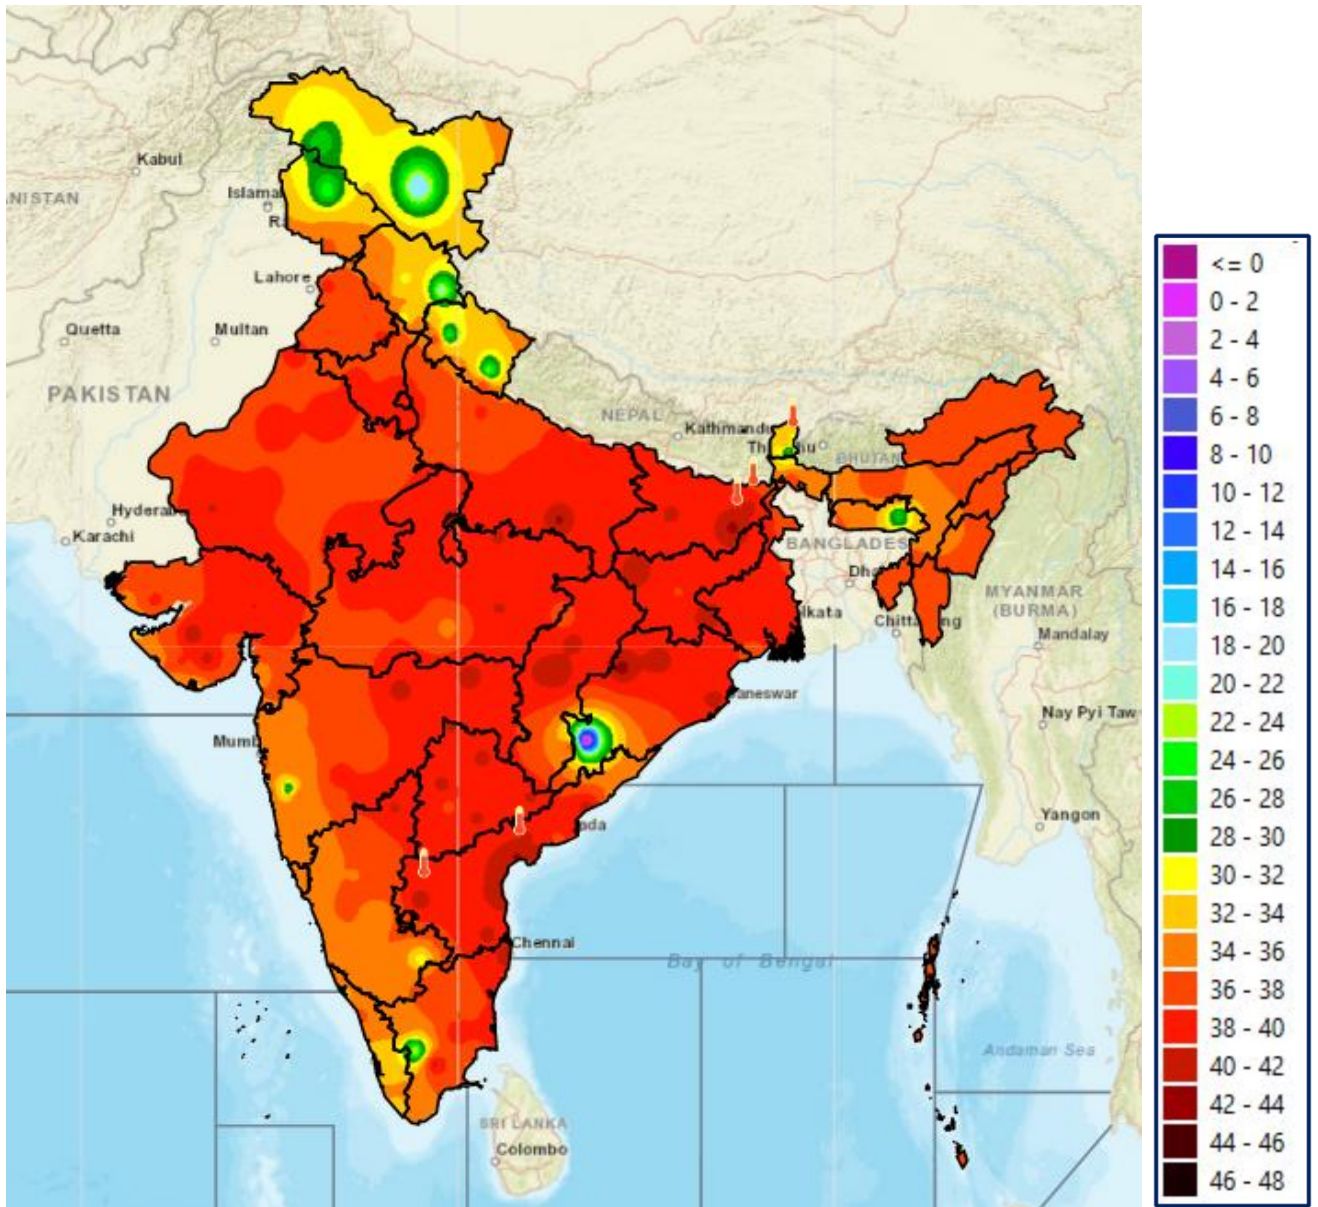 Kabul
Islama
NISTAN
R
Lahore
Quetta
Multan
PAKISTAN
NEPAL
Kathmandu
Thi
hu
BHUTAN
Hyderab
Karachi
BANGLADES
Dha
MYANMAR
(BURMA)
lkata
Chitta
ng
Mandalay
aneswar
Nay Pyi Taw
Mumb
Yangon
ada
Chennai
Bay of Bengal
Andaman Sea
SRI LANKA
Colombo
<= 0
0 - 2
2 - 4
4 - 6
6 - 8
8 - 10
10 - 12
12 - 14
14 - 16
16 - 18
18 - 20
20 - 22
22 - 24
24 - 26
26 - 28
28 - 30
30 - 32
32 - 34
34 - 36
36 - 38
38 - 40
40 - 42
42 - 44
44 - 46
46 - 48